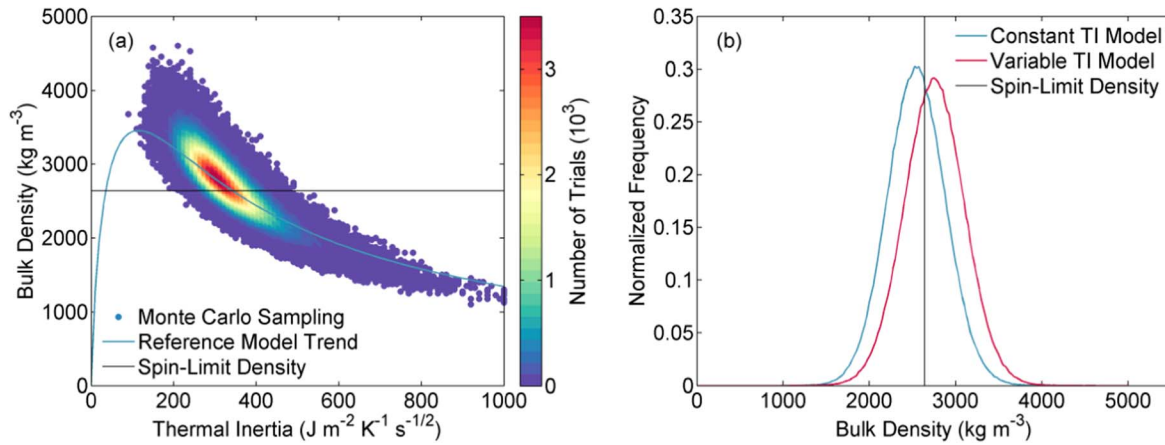 (a)
5000
4000
3000
2000
1000
0
Bulk Density (kg m⁻³)
Monte Carlo Sampling
Reference Model Trend
Spin-Limit Density
0 200 400 600 800 1000
Thermal Inertia (J m⁻² K⁻¹ s⁻¹/²)
3
2
1
0
Number of Trials (10³)
(b)
0.35
0.3
0.25
0.2
0.15
0.1
0.05
0
Normalized Frequency
Constant TI Model
Variable TI Model
Spin-Limit Density
0 1000 2000 3000 4000 5000
Bulk Density (kg m⁻³)